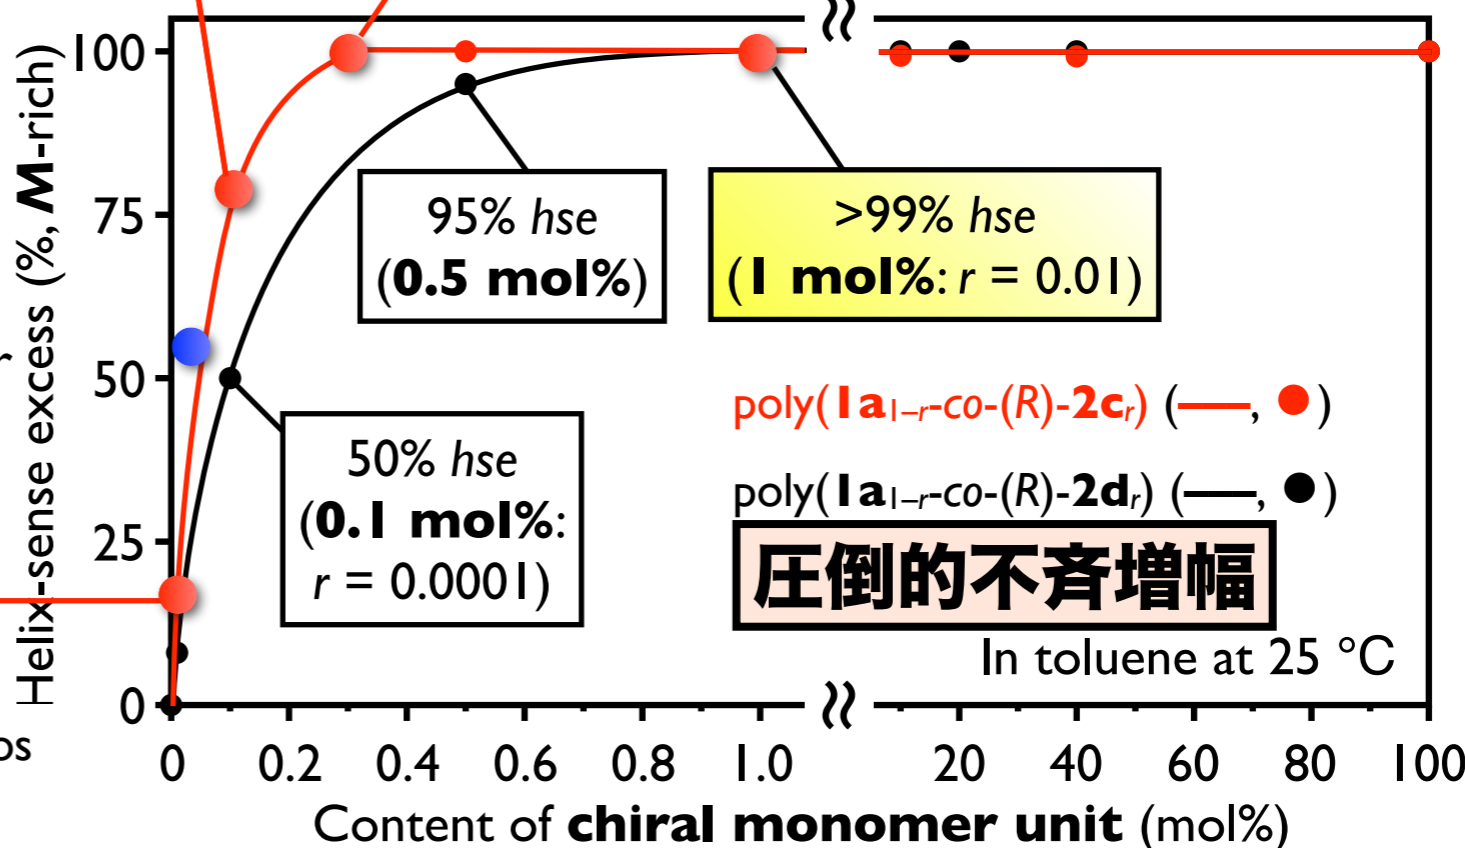 Helix-sense excess (%, M-rich)
100
75
50
25
0
95% hse
(0.5 mol%)
>99% hse
(1 mol%: r = 0.01)
50% hse
(0.1 mol%:
r = 0.0001)
poly(1a1–r-co-(R)-2cr) (—, ●)
poly(1a1–r-co-(R)-2dr) (—, ●)
圧倒的不斉増幅
In toluene at 25 °C
0 0.2 0.4 0.6 0.8 1.0 20 40 60 80 100
os
Content of chiral monomer unit (mol%)